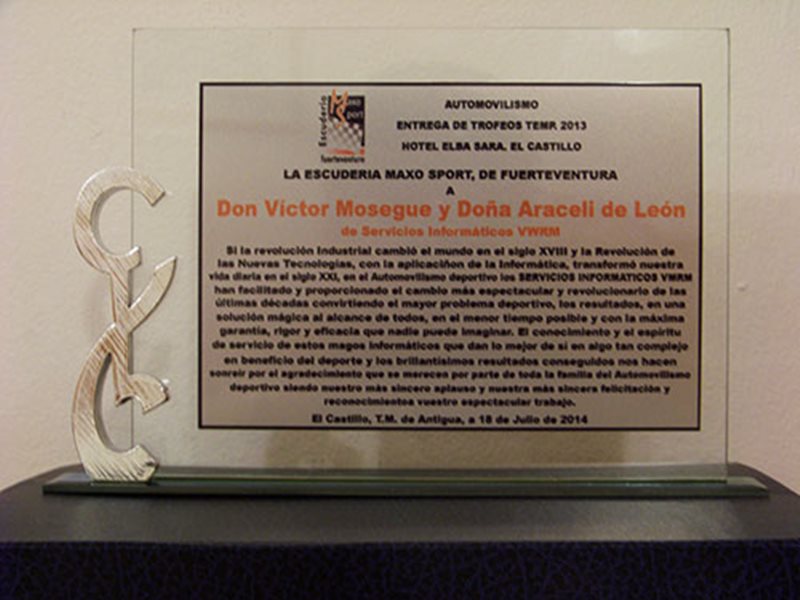 Escudería
Maxo
Sport
fuerteventura
AUTOMOVILISMO
ENTREGA DE TROFEOS TEMP. 2013
HOTEL ELBA SARA. EL CASTILLO
LA ESCUDERIA MAXO SPORT, DE FUERTEVENTURA
A
Don Víctor Mosegue y Doña Araceli de León
de Servicios Informáticos VWRM
Si la revolución Industrial cambió el mundo en el siglo XVIII y la Revolución de
las Nuevas Tecnologías, con la aplicaciñon de la Informática, transformó nuestra
vida diaria en el siglo XXI, en el Automovilismo deportivo los SERVICIOS INFORMATICOS VWRM
han facilitado y proporcionado el cambio más espectacular y revolucionario de las
últimas décadas convirtiendo el mayor problema deportivo, los resultados, en una
solución mágica al alcance de todos, en el menor tiempo posible y con la máxima
garantía, rigor y eficacia que nadie puede imaginar. El conocimiento y el espíritu
de servicio de estos magos informáticos que dan lo mejor de si en algo tan complejo
en beneficio del deporte y los brillantísimos resultados conseguidos nos hacen
sonreir por el agradecimiento que se merecen por parte de toda la familia del Automovilismo
deportivo siendo nuestro más sincero aplauso y nuestra más sincera felicitación y
reconocimientos vuestro espectacular trabajo.
El Castillo, T.M. de Antigua, a 18 de Julio de 2014